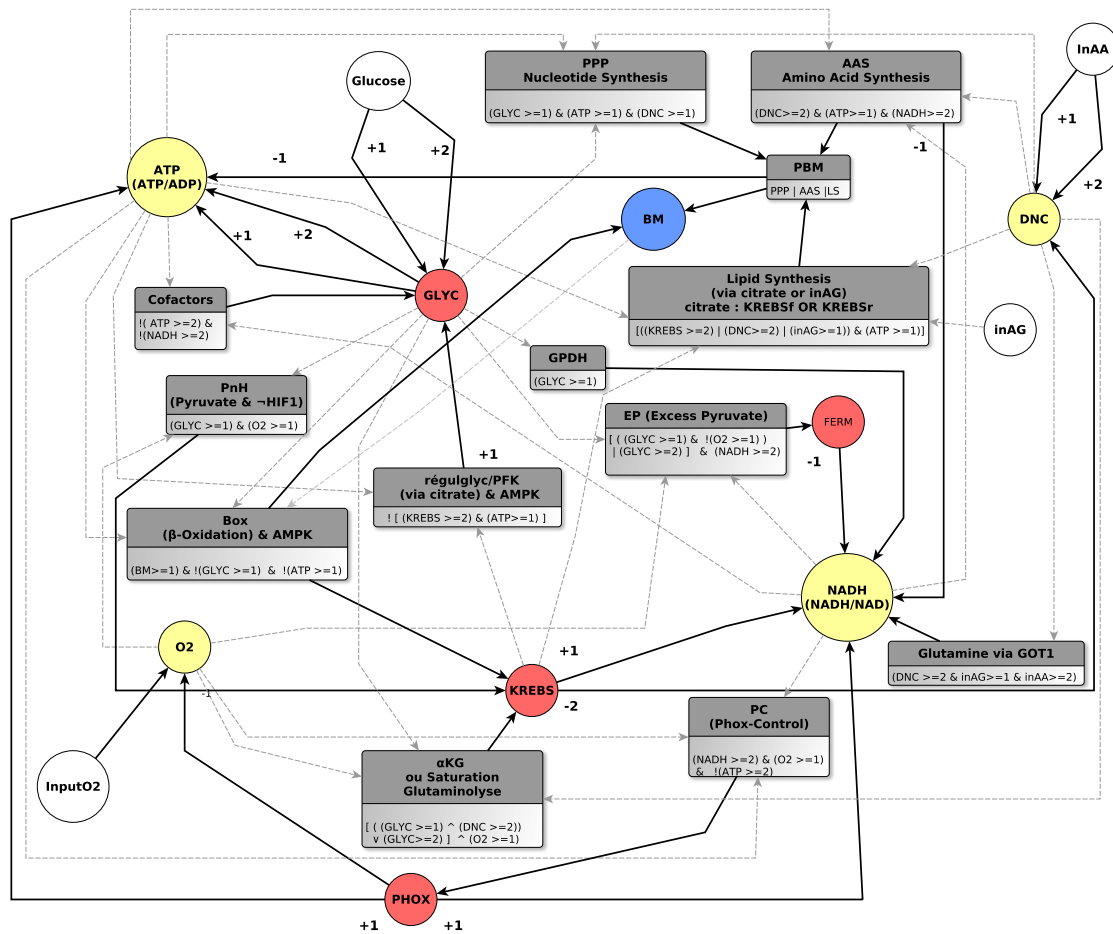 InAA
PPP
Nucleotide Synthesis
(GLYC >=1) & (ATP >=1) & (DNC >=1)
AAS
Amino Acid Synthesis
(DNC>=2) & (ATP>=1) & (NADH>=2)
Glucose
+1
+2
+1
+2
-1
-1
ATP
(ATP/ADP)
PBM
PPP | AAS |LS
BM
DNC
+1
+2
Cofactors
!( ATP >=2) &
!(NADH >=2)
GLYC
Lipid Synthesis
(via citrate or inAG)
citrate : KREBSf OR KREBSr
[((KREBS >=2) | (DNC>=2) | (inAG>=1)) & (ATP >=1)]
inAG
GPDH
(GLYC >=1)
PnH
(Pyruvate & ¬HIF1)
(GLYC >=1) & (O2 >=1)
EP (Excess Pyruvate)
[ ( (GLYC >=1) &  !(O2 >=1) )
| (GLYC >=2) ]   &  (NADH >=2)
FERM
-1
+1
régulglyc/PFK
(via citrate) & AMPK
! [ (KREBS >=2) & (ATP>=1) ]
Box
(β-Oxidation) & AMPK
(BM>=1) & !(GLYC >=1)  &  !(ATP >=1)
NADH
(NADH/NAD)
O2
-1
+1
KREBS
-2
Glutamine via GOT1
(DNC >=2 & inAG>=1 & inAA>=2)
PC
(Phox-Control)
(NADH >=2) & (O2 >=1)
&   !(ATP >=2)
InputO2
αKG
ou Saturation
Glutaminolyse
[ ( (GLYC >=1) ^ (DNC >=2))
∨ (GLYC>=2) ]  ^ (O2 >=1)
PHOX
+1
+1